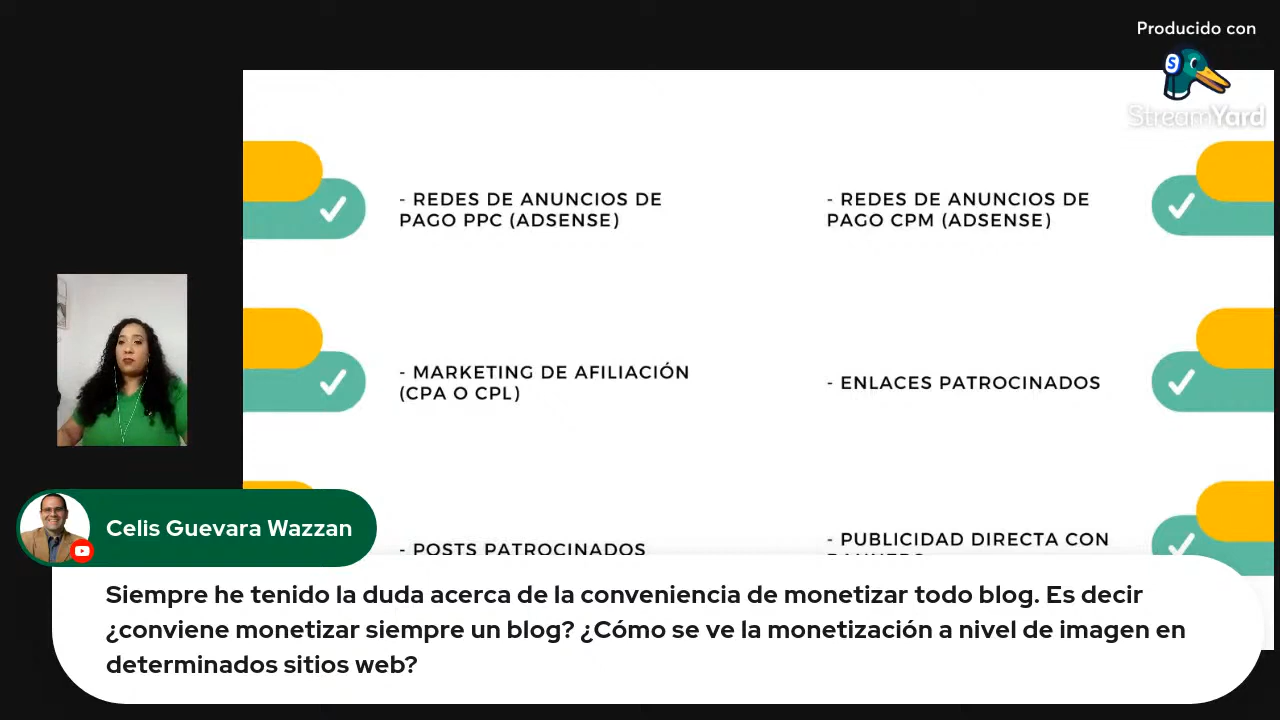 Producido con
StreamYard
- REDES DE ANUNCIOS DE
PAGO PPC (ADSENSE)
- REDES DE ANUNCIOS DE
PAGO CPM (ADSENSE)
- MARKETING DE AFILIACIÓN
(CPA O CPL)
- ENLACES PATROCINADOS
- POSTS PATROCINADOS
- PUBLICIDAD DIRECTA CON
Celis Guevara Wazzan
Siempre he tenido la duda acerca de la conveniencia de monetizar todo blog. Es decir
¿conviene monetizar siempre un blog? ¿Cómo se ve la monetización a nivel de imagen en
determinados sitios web?